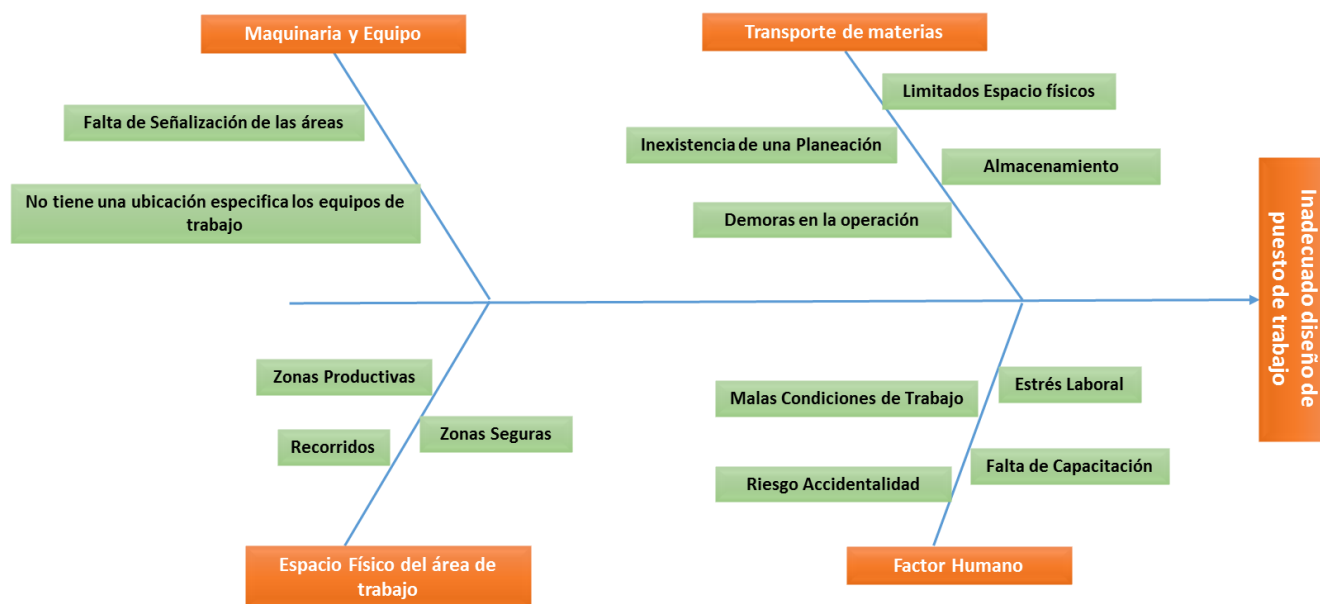 Maquinaria y Equipo
Transporte de materias
Falta de Señalización de las áreas
No tiene una ubicación especifica los equipos de
trabajo
Limitados Espacio físicos
Inexistencia de una Planeación
Almacenamiento
Demoras en la operación
Inadecuado diseño de
puesto de trabajo
Zonas Productivas
Zonas Seguras
Recorridos
Estrés Laboral
Malas Condiciones de Trabajo
Falta de Capacitación
Riesgo Accidentalidad
Espacio Físico del área de
trabajo
Factor Humano